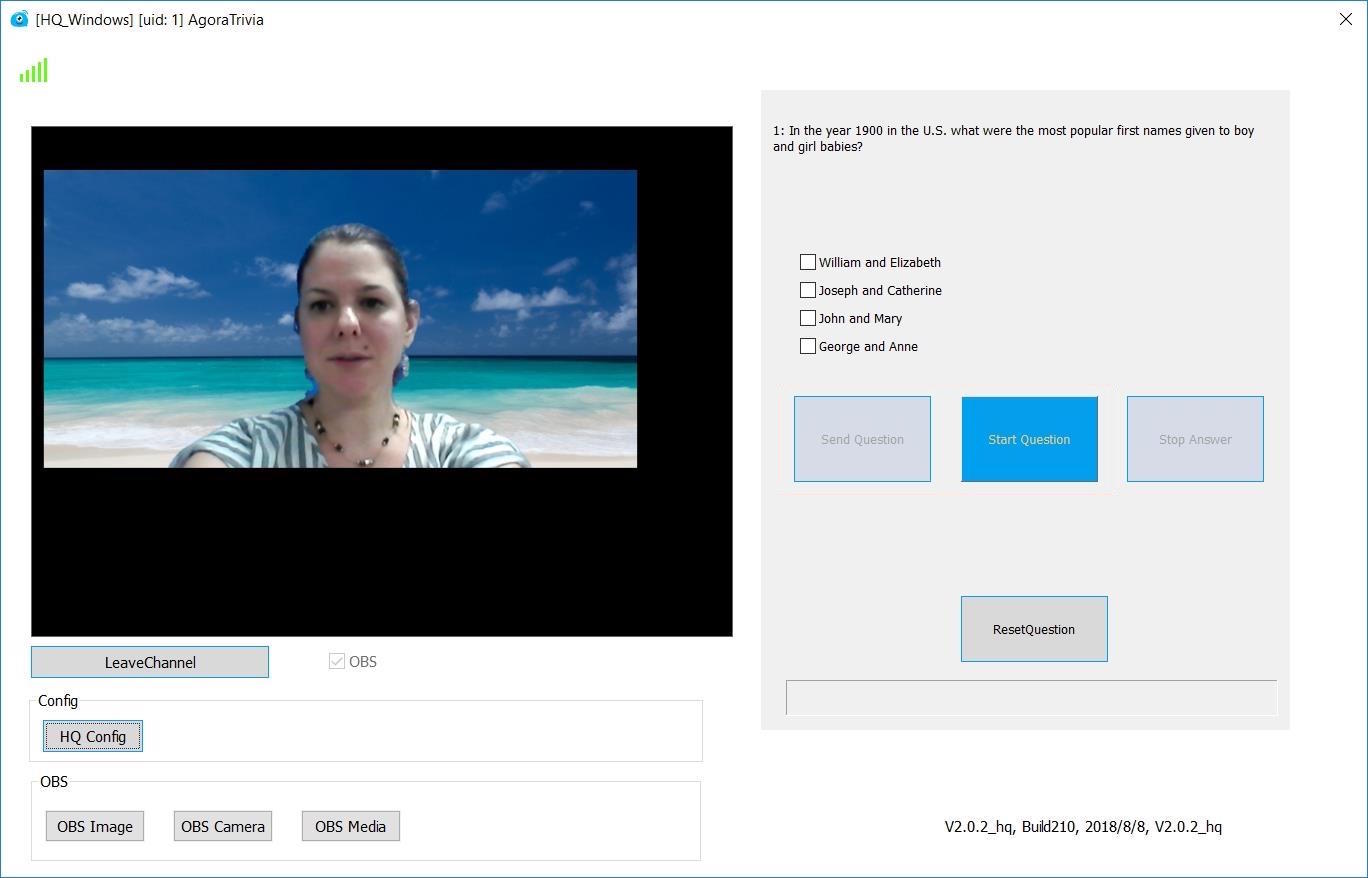 [HQ_Windows] [uid: 1] AgoraTrivia
1: In the year 1900 in the U.S. what were the most popular first names given to boy
and girl babies?
William and Elizabeth
Joseph and Catherine
John and Mary
George and Anne
Send Question
Start Question
Stop Answer
ResetQuestion
LeaveChannel
OBS
Config
HQ Config
OBS
OBS Image
OBS Camera
OBS Media
V2.0.2_hq, Build210, 2018/8/8, V2.0.2_hq